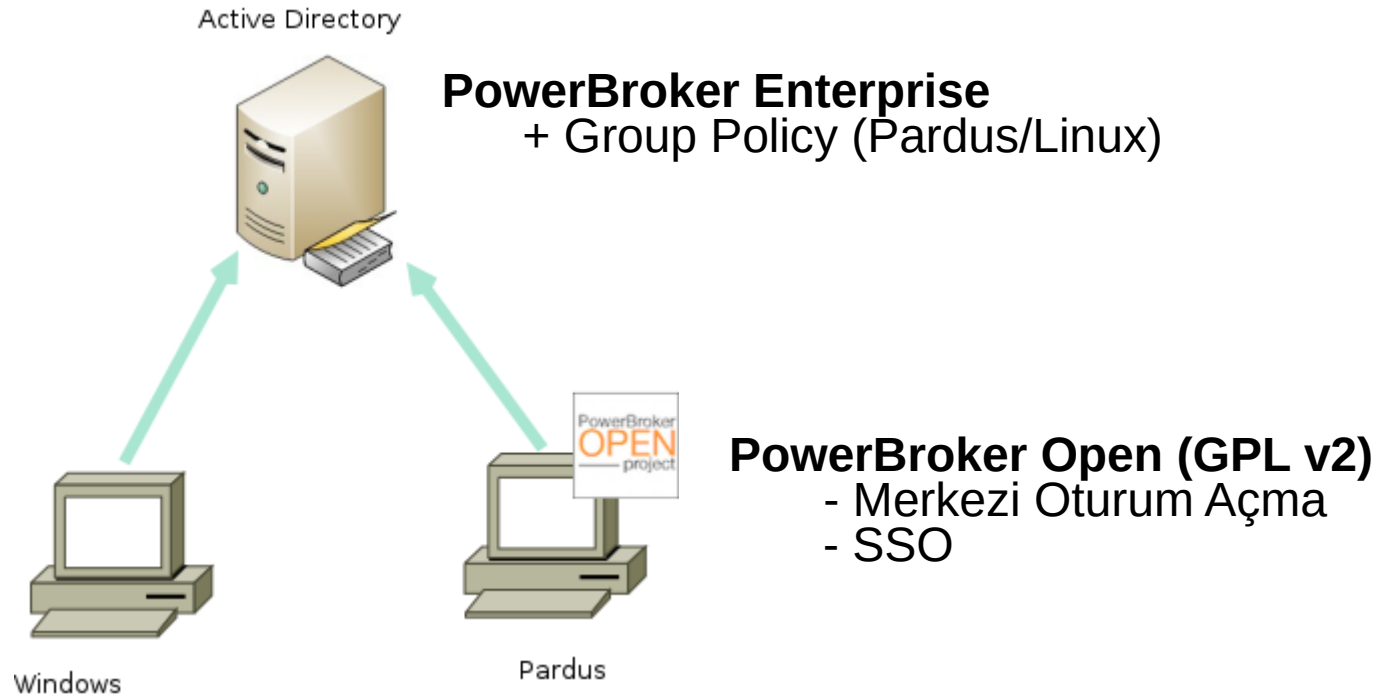 Active Directory
PowerBroker Enterprise
+ Group Policy (Pardus/Linux)
PowerBroker
OPEN
project
PowerBroker Open (GPL v2)
- Merkezi Oturum Açma
- SSO
Windows
Pardus